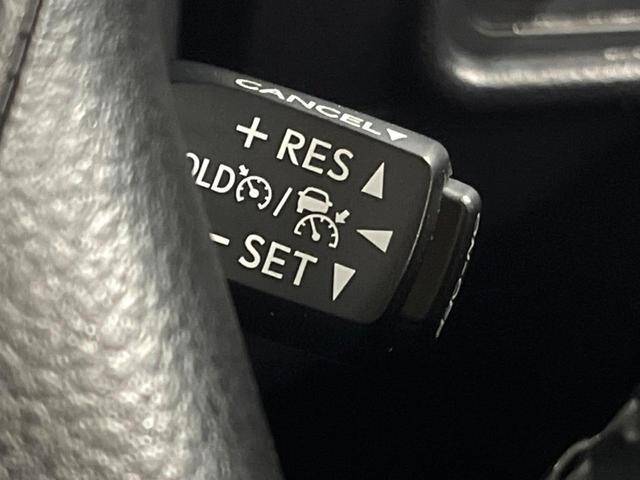 CANCEL▼
+ RES ▲
OLD / ◀
- SET ▼